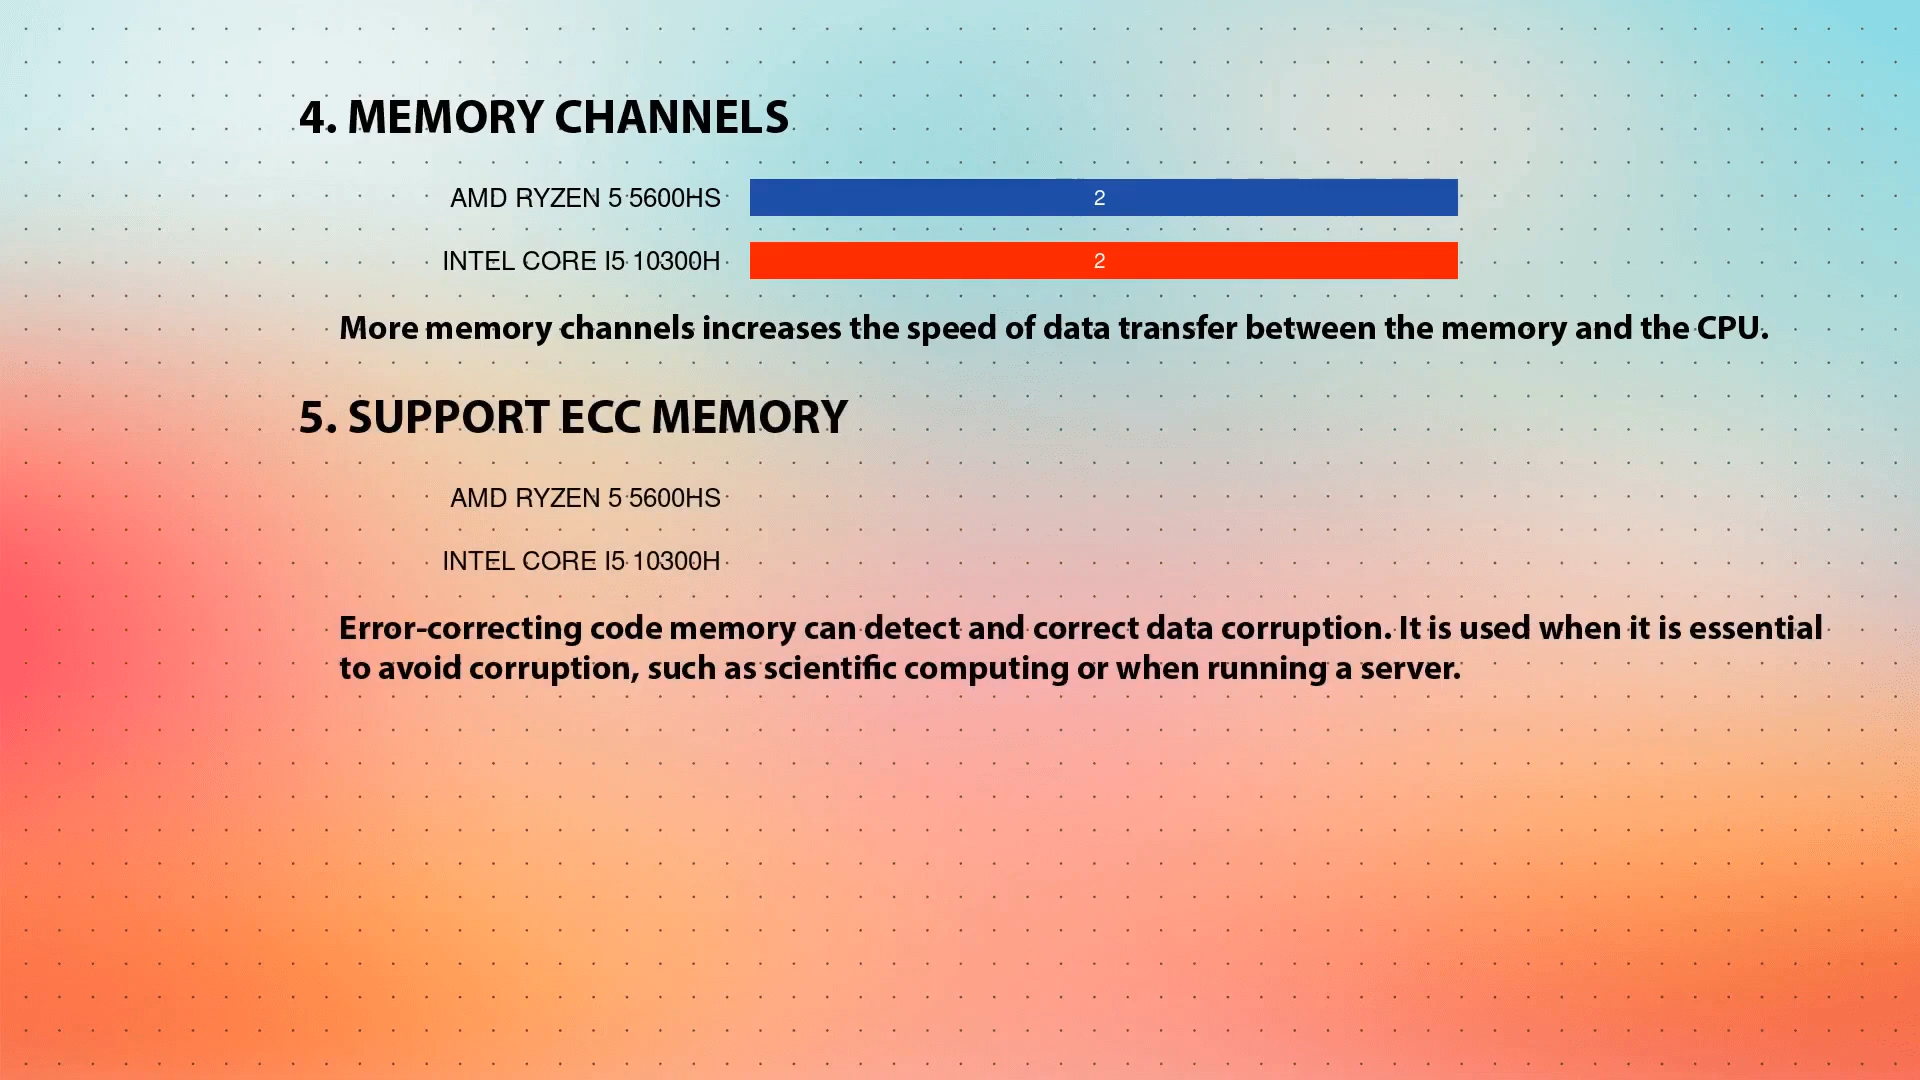 4. MEMORY CHANNELS
AMD RYZEN 5 5600HS
2
INTEL CORE I5 10300H
2
More memory channels increases the speed of data transfer between the memory and the CPU.
5. SUPPORT ECC MEMORY
AMD RYZEN 5 5600HS
INTEL CORE I5 10300H
Error-correcting code memory can detect and correct data corruption. It is used when it is essential
to avoid corruption, such as scientific computing or when running a server.